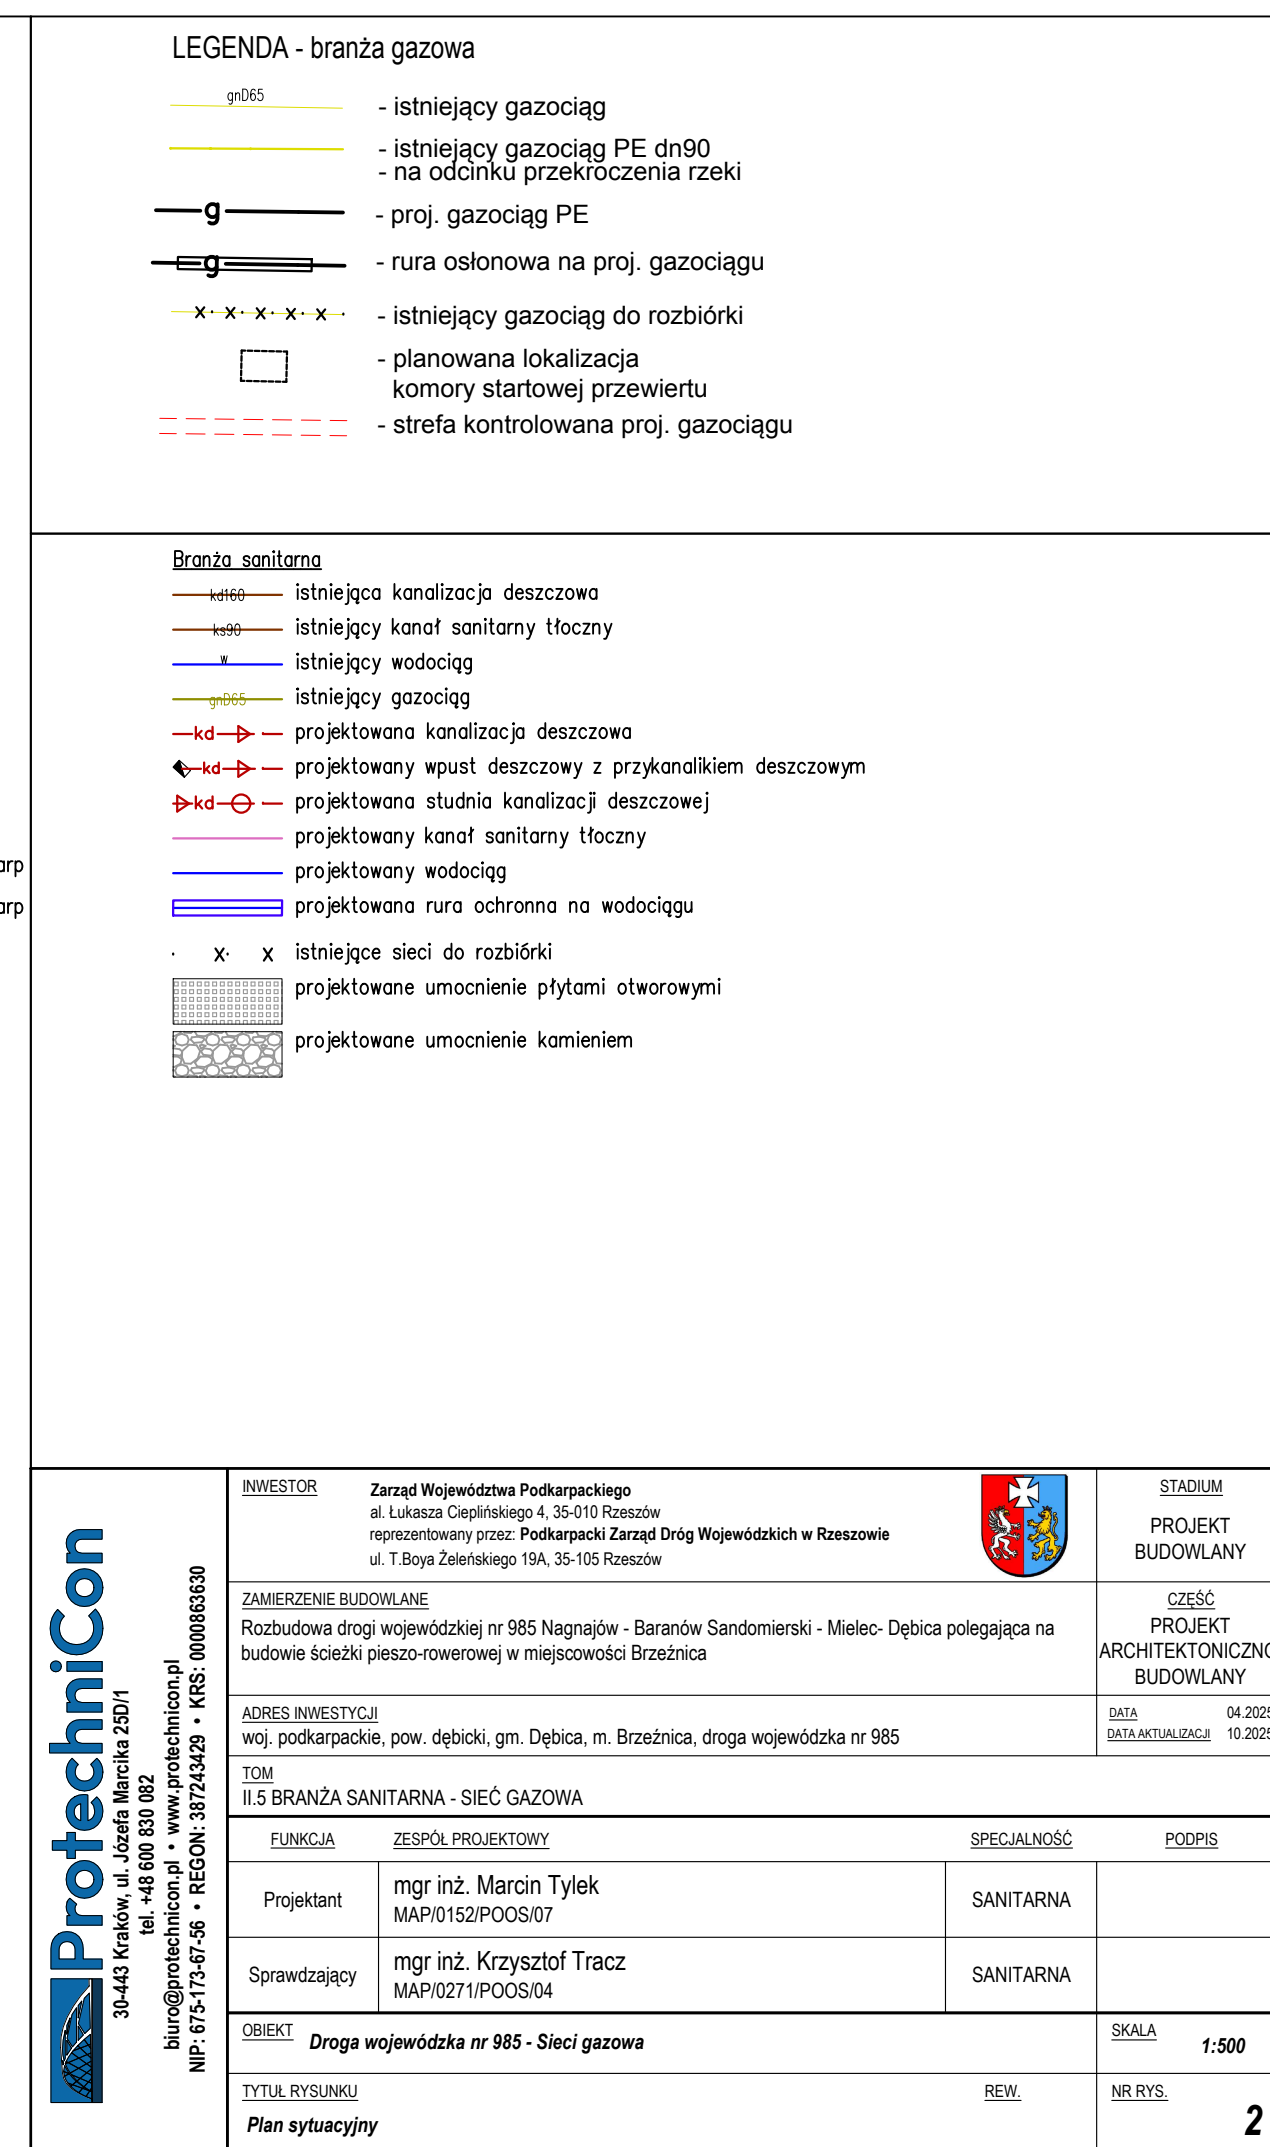 LEGENDA - branża gazowa
gnD65
- istniejący gazociąg
- istniejący gazociąg PE dn90
- na odcinku przekroczenia rzeki
g
- proj. gazociąg PE
g
- rura osłonowa na proj. gazociągu
- istniejący gazociąg do rozbiórki
- planowana lokalizacja
komory startowej przewiertu
- strefa kontrolowana proj. gazociągu
Branża sanitarna
kd160 istniejąca kanalizacja deszczowa
ks90 istniejący kanał sanitarny tłoczny
w istniejący wodociąg
gnD65 istniejący gazociąg
kd projektowana kanalizacja deszczowa
kd projektowany wpust deszczowy z przykanalikiem deszczowym
kd projektowana studnia kanalizacji deszczowej
projektowany kanał sanitarny tłoczny
projektowany wodociąg
projektowana rura ochronna na wodociągu
x x istniejące sieci do rozbiórki
projektowane umocnienie płytami otworowymi
projektowane umocnienie kamieniem
arp
arp
ProtechniCon
30-443 Kraków, ul. Józefa Marcika 25D/1
tel. +48 600 830 082
biuro@protechnicon.pl • www.protechnicon.pl
NIP: 675-173-67-56 • REGON: 387243429 • KRS: 0000863630
INWESTOR
Zarząd Województwa Podkarpackiego
al. Łukasza Cieplińskiego 4, 35-010 Rzeszów
reprezentowany przez: Podkarpacki Zarząd Dróg Wojewódzkich w Rzeszowie
ul. T.Boya Żeleńskiego 19A, 35-105 Rzeszów
STADIUM
PROJEKT
BUDOWLANY
ZAMIERZENIE BUDOWLANE
Rozbudowa drogi wojewódzkiej nr 985 Nagnajów - Baranów Sandomierski - Mielec- Dębica polegająca na
budowie ścieżki pieszo-rowerowej w miejscowości Brzeźnica
CZĘŚĆ
PROJEKT
ARCHITEKTONICZNO
BUDOWLANY
ADRES INWESTYCJI
woj. podkarpackie, pow. dębicki, gm. Dębica, m. Brzeźnica, droga wojewódzka nr 985
DATA 04.2025
DATA AKTUALIZACJI 10.2025
TOM
II.5 BRANŻA SANITARNA - SIEĆ GAZOWA
FUNKCJA ZESPÓŁ PROJEKTOWY SPECJALNOŚĆ PODPIS
Projektant
mgr inż. Marcin Tylek
MAP/0152/POOS/07
SANITARNA
Sprawdzający
mgr inż. Krzysztof Tracz
MAP/0271/POOS/04
SANITARNA
OBIEKT Droga wojewódzka nr 985 - Sieci gazowa
SKALA 1:500
TYTUŁ RYSUNKU
Plan sytuacyjny
REW.
NR RYS.
2